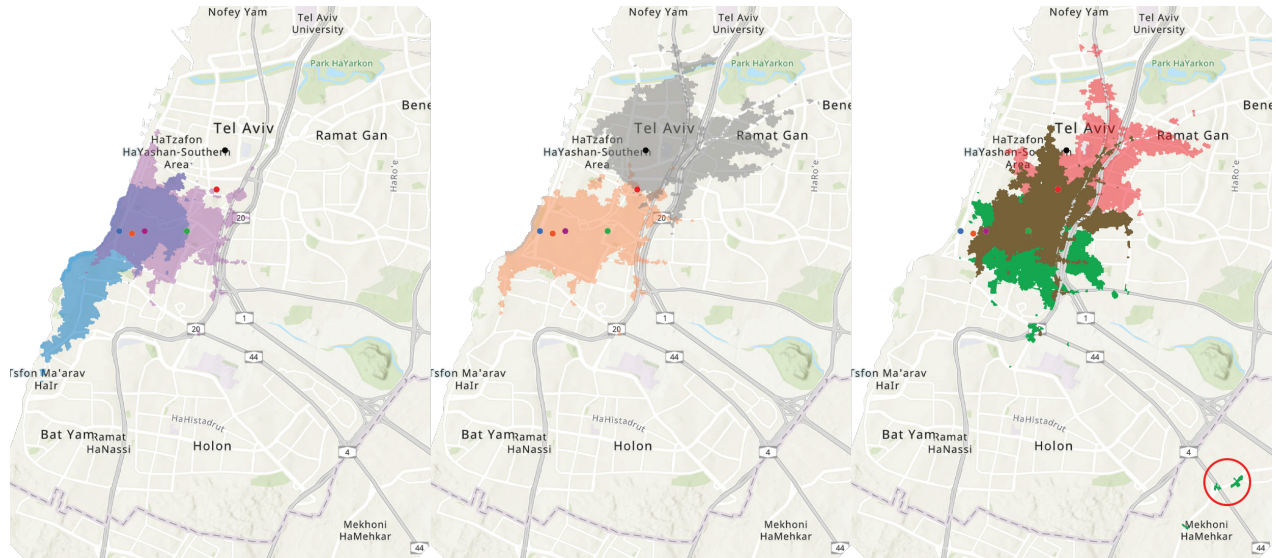 Nofey Yam
Tel Aviv
University
Park HaYarkon
Bene
Tel Aviv
Ramat Gan
HaTzafon
HaYashan-Southern
Area
HaRo'e
20
1
20
44
Tsfon Ma'arav
HaIr
HaHistadrut
Bat Yam
Ramat
HaNassi
Holon
4
Mekhoni
HaMehkar
44
Nofey Yam
Tel Aviv
University
Park HaYarkon
Bene
Tel Aviv
Ramat Gan
HaTzafon
HaYashan-Southern
Area
HaRo'e
20
1
20
44
Tsfon Ma'arav
HaIr
HaHistadrut
Bat Yam
Ramat
HaNassi
Holon
4
Mekhoni
HaMehkar
44
Nofey Yam
Tel Aviv
University
Park HaYarkon
Bene
Tel Aviv
Ramat Gan
HaTzafon
HaYashan-Southern
Area
HaRo'e
1
44
Tsfon Ma'arav
HaIr
HaHistadrut
Bat Yam
Ramat
HaNassi
Holon
4
Mekhoni
HaMehkar
44